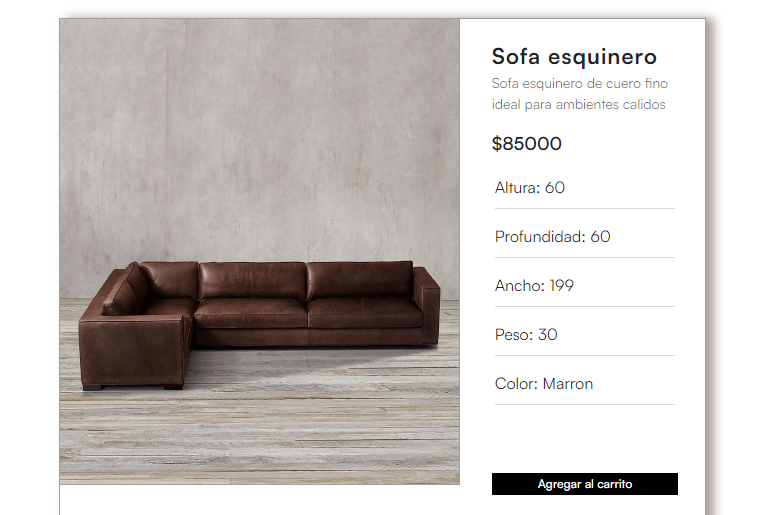 Sofa esquinero
Sofa esquinero de cuero fino
ideal para ambientes calidos
$85000
Altura: 60
Profundidad: 60
Ancho: 199
Peso: 30
Color: Marron
Agregar al carrito